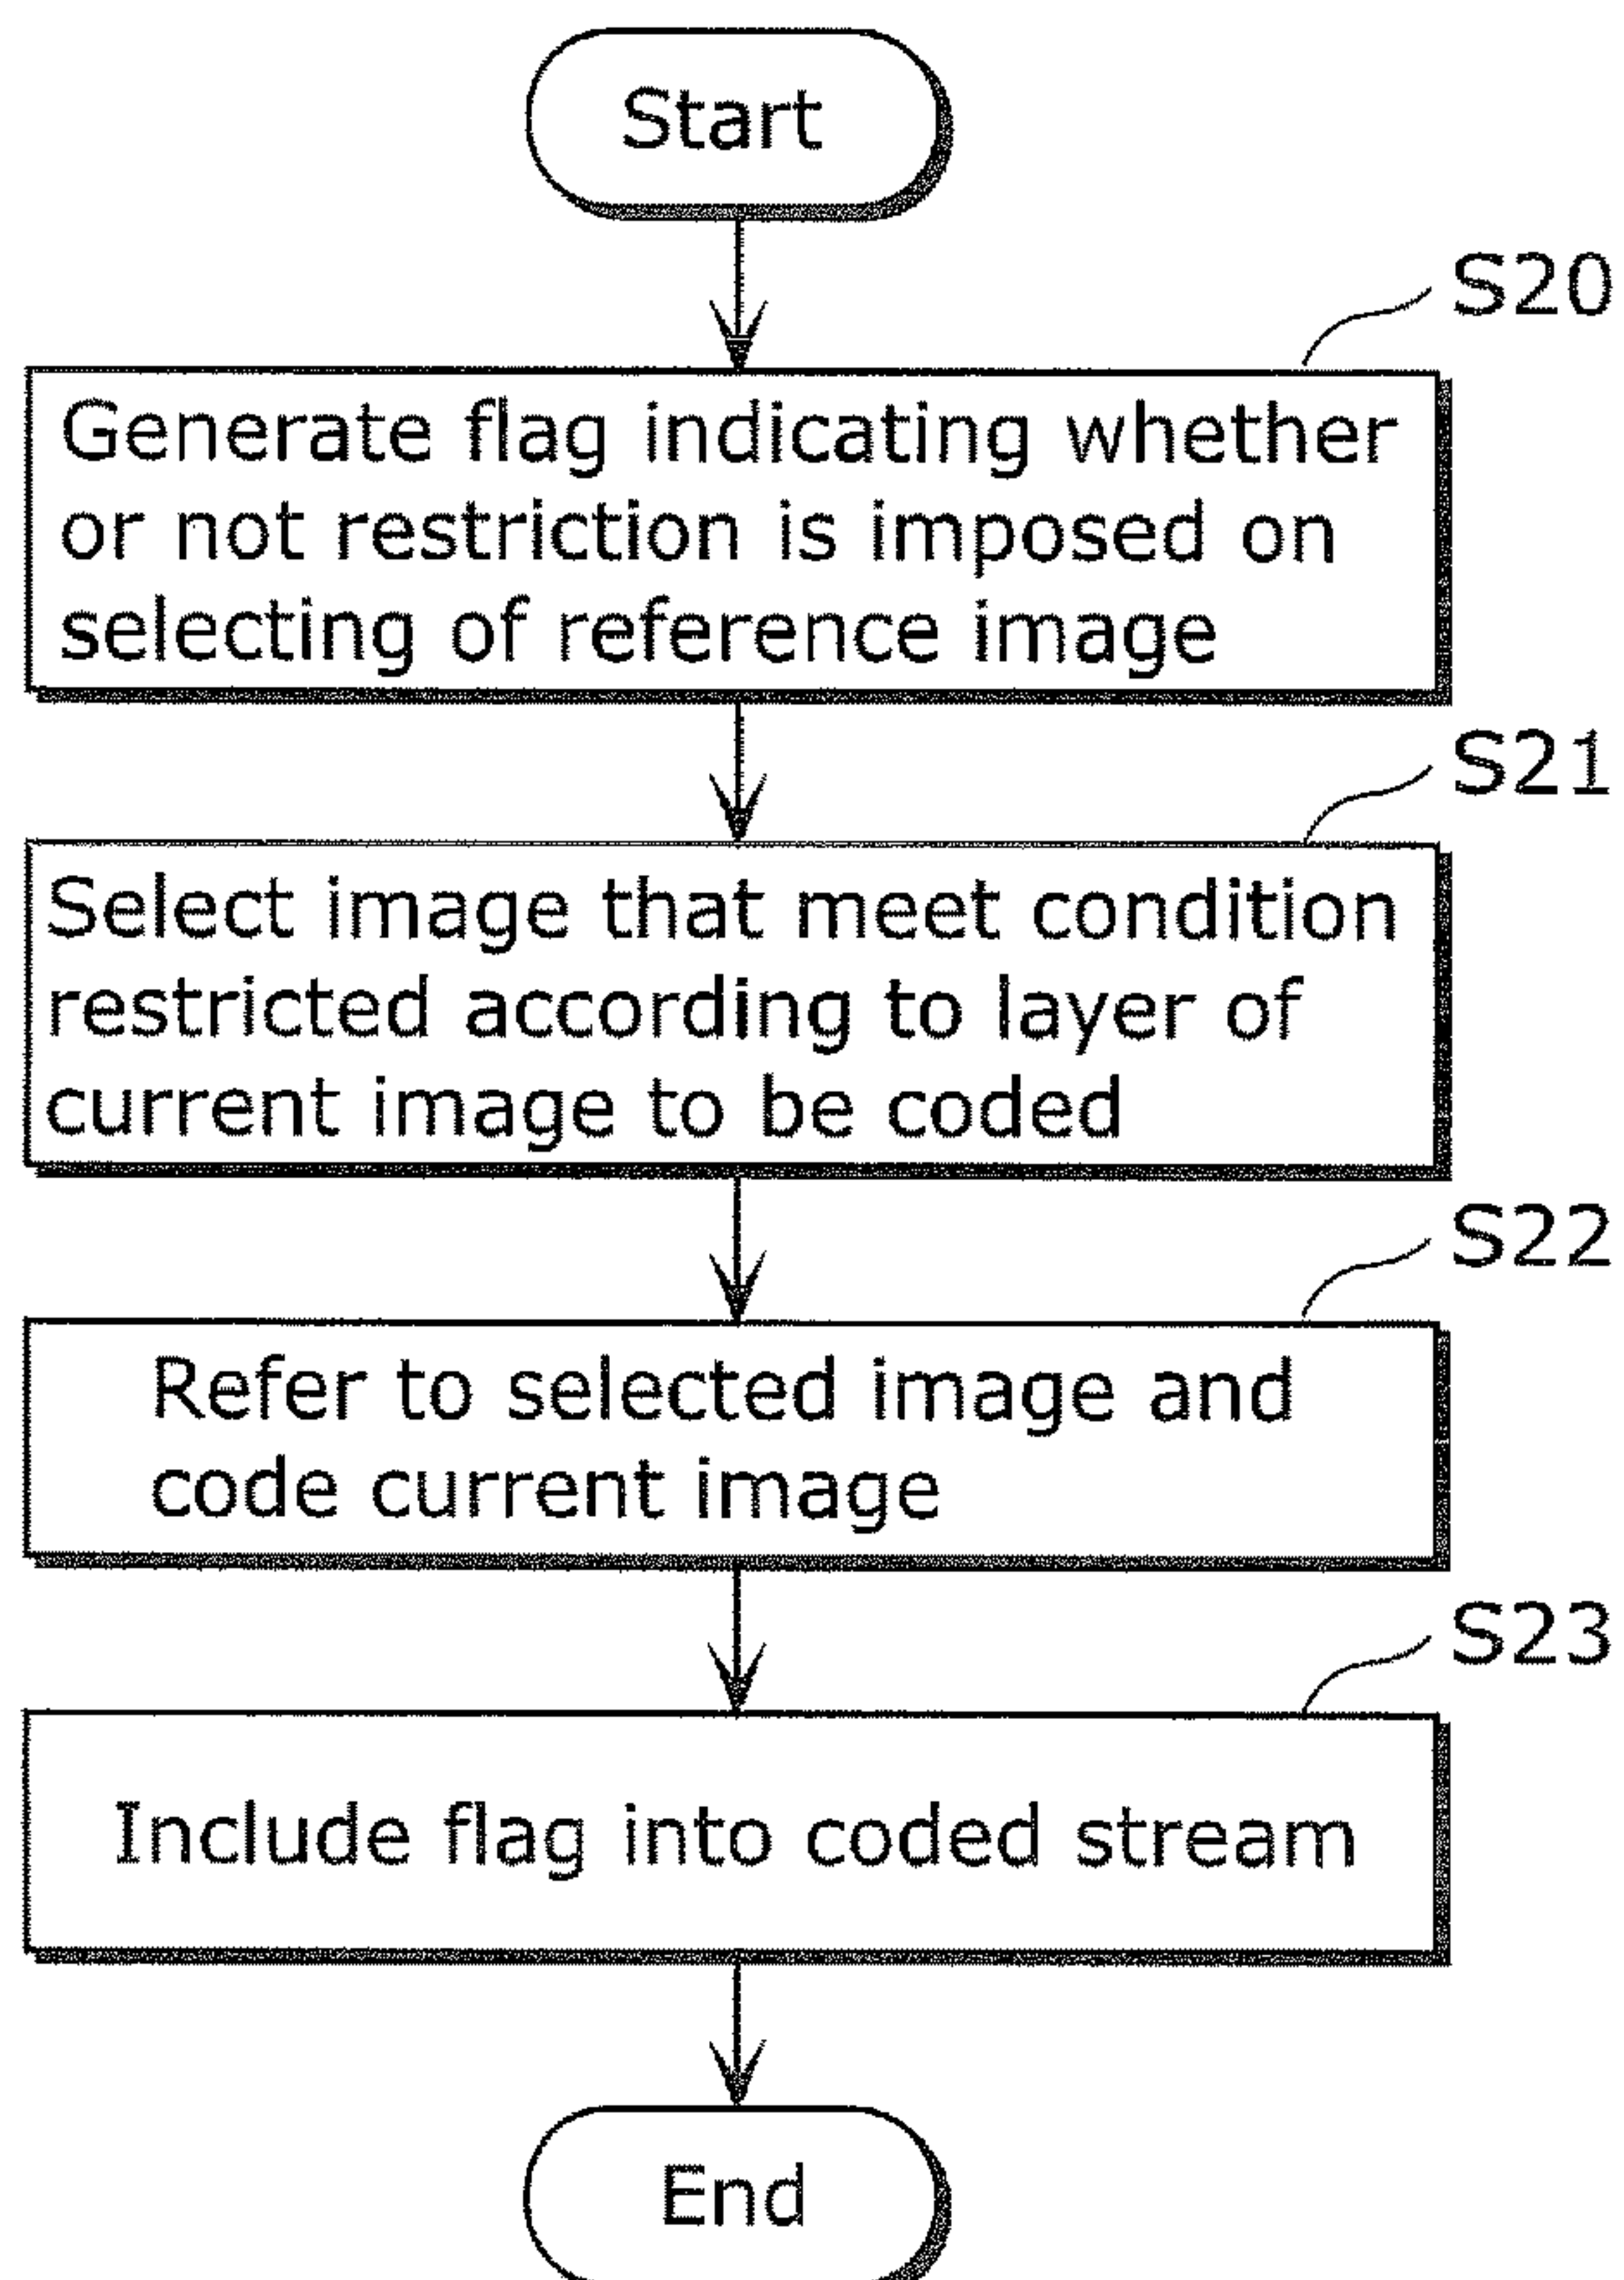 Start
S20
Generate flag indicating whether
or not restriction is imposed on
selecting of reference image
S21
Select image that meet condition
restricted according to layer of
current image to be coded
S22
Refer to selected image and
code current image
S23
Include flag into coded stream
End